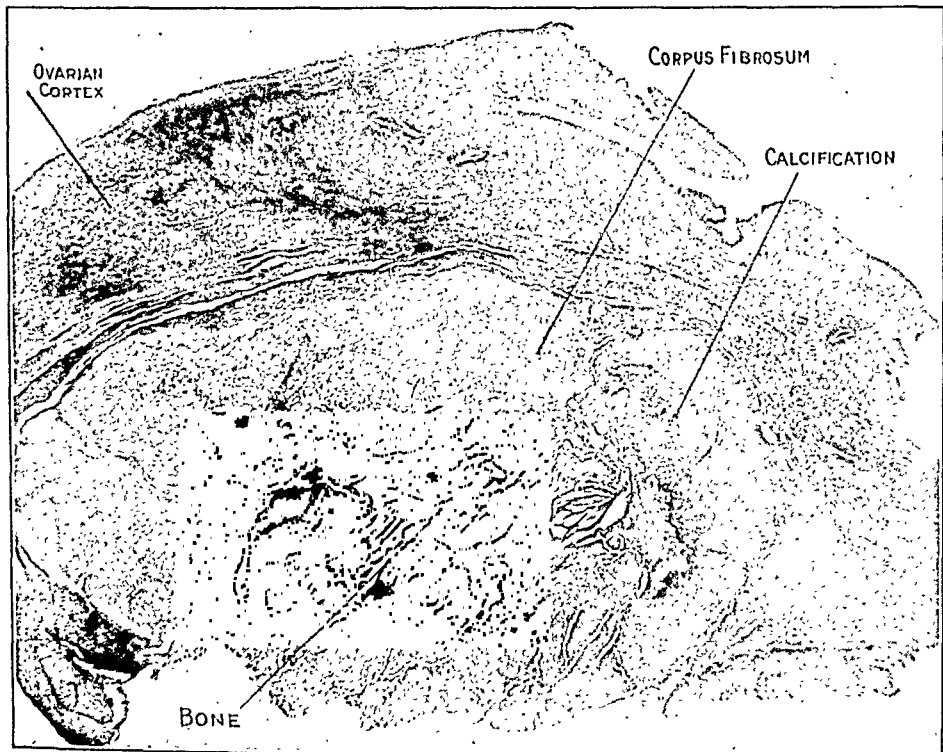 OVARIAN
CORTEX
CORPUS FIBROSUM
CALCIFICATION
BONE